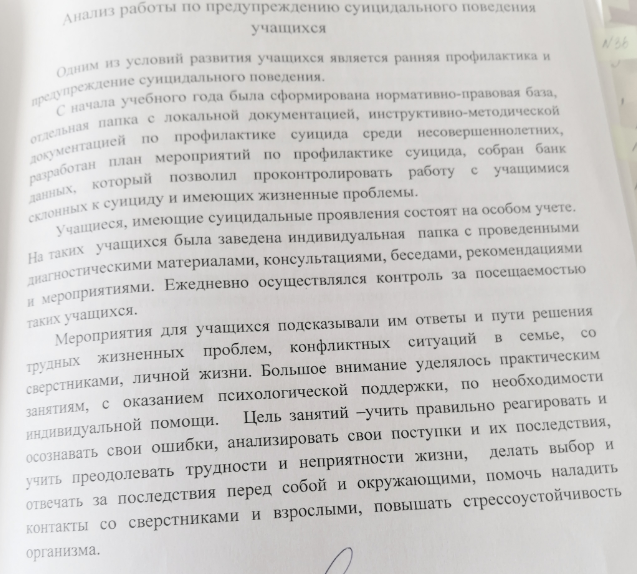 Анализ работы по предупреждению суицидального поведения
учащихся
Одним из условий развития учащихся является ранняя профилактика и
предупреждение суицидального поведения.
С начала учебного года была сформирована нормативно-правовая база,
отдельная папка с локальной документацией, инструктивно-методической
документацией по профилактике суицида среди несовершеннолетних,
разработан план мероприятий по профилактике суицида, собран банк
данных, который позволил проконтролировать работу с учащимися
склонных к суициду и имеющих жизненные проблемы.
Учащиеся, имеющие суицидальные проявления состоят на особом учете.
На таких учащихся была заведена индивидуальная папка с проведенными
диагностическими материалами, консультациями, беседами, рекомендациями
и мероприятиями. Ежедневно осуществлялся контроль за посещаемостью
таких учащихся.
Мероприятия для учащихся подсказывали им ответы и пути решения
трудных жизненных проблем, конфликтных ситуаций в семье, со
сверстниками, личной жизни. Большое внимание уделялось практическим
занятиям, с оказанием психологической поддержки, по необходимости
индивидуальной помощи. Цель занятий –учить правильно реагировать и
осознавать свои ошибки, анализировать свои поступки и их последствия,
учить преодолевать трудности и неприятности жизни, делать выбор и
отвечать за последствия перед собой и окружающими, помочь наладить
контакты со сверстниками и взрослыми, повышать стрессоустойчивость
организма.